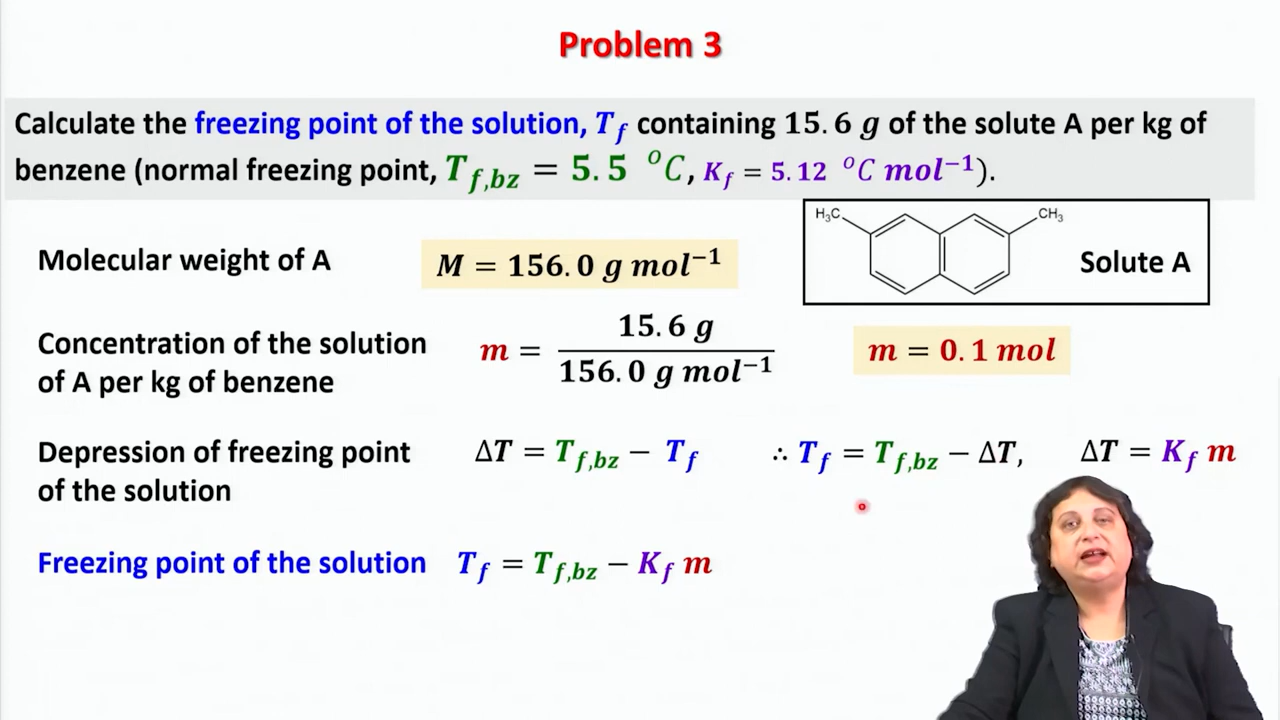 Problem 3
Calculate the freezing point of the solution, T_f containing 15.6 g of the solute A per kg of
benzene (normal freezing point, T_{f,bz} = 5.5 °C, K_f = 5.12 °C mol⁻¹).
H₃C CH₃
Molecular weight of A M = 156.0 g mol⁻¹ Solute A
Concentration of the solution
of A per kg of benzene
m = 15.6 g / 156.0 g mol⁻¹ m = 0.1 mol
Depression of freezing point
of the solution
ΔT = T_{f,bz} − T_f ∴ T_f = T_{f,bz} − ΔT, ΔT = K_f m
Freezing point of the solution T_f = T_{f,bz} − K_f m